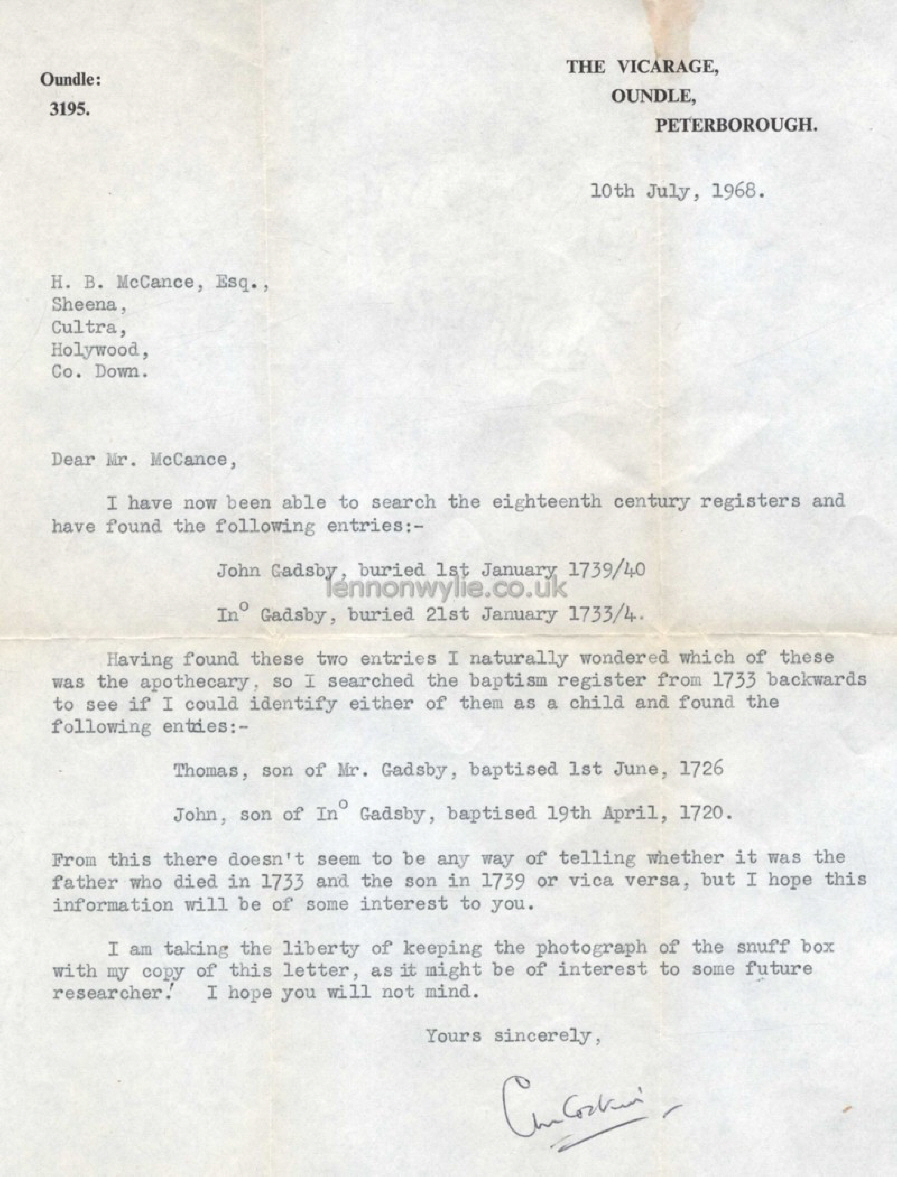 Oundle:
3195.
THE VICARAGE,
OUNDLE,
PETERBOROUGH.
10th July, 1968.
H. B. McCance, Esq.,
Sheena,
Cultra,
Holywood,
Co. Down.
Dear Mr. McCance,
I have now been able to search the eighteenth century registers and
have found the following entries:-
John Gadsby, buried 1st January 1739/40
lennonwylie.co.uk
Inº Gadsby, buried 21st January 1733/4.
Having found these two entries I naturally wondered which of these
was the apothecary, so I searched the baptism register from 1733 backwards
to see if I could identify either of them as a child and found the
following entries:-
Thomas, son of Mr. Gadsby, baptised 1st June, 1726
John, son of Inº Gadsby, baptised 19th April, 1720.
From this there doesn't seem to be any way of telling whether it was the
father who died in 1733 and the son in 1739 or vica versa, but I hope this
information will be of some interest to you.
I am taking the liberty of keeping the photograph of the snuff box
with my copy of this letter, as it might be of interest to some future
researcher! I hope you will not mind.
Yours sincerely,